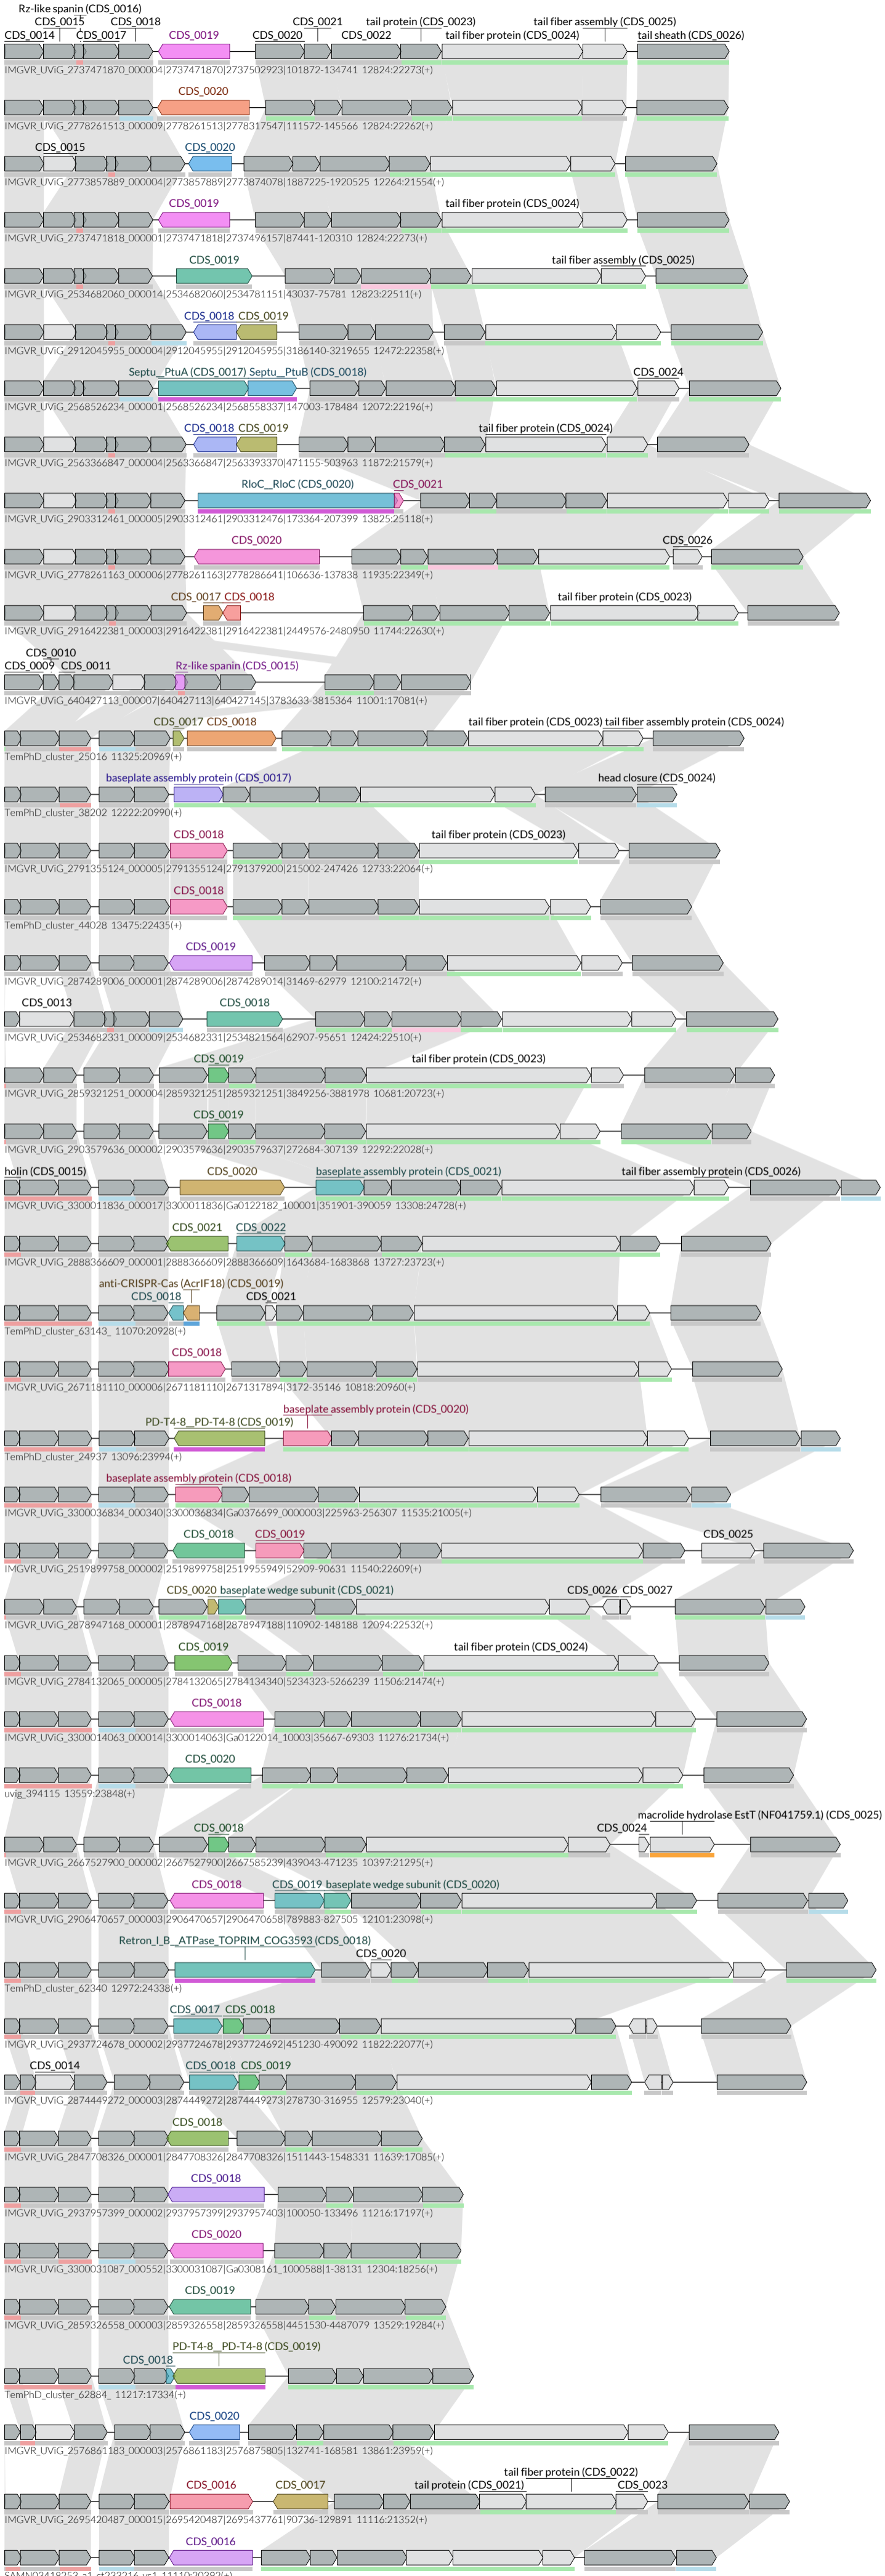 Rz-like spanin (CDS_0016)
CDS_0015 CDS_0018 CDS_0021 tail protein (CDS_0023) tail fiber assembly (CDS_0025)
CDS_0014 CDS_0017 CDS_0019 CDS_0020 CDS_0022 tail fiber protein (CDS_0024) tail sheath (CDS_0026)
IMGVR_UViG_2737471870_000004|2737471870|2737502923|101872-134741 12824:22273(+)
CDS_0020
IMGVR_UViG_2778261513_000009|2778261513|2778317547|111572-145566 12824:22262(+)
CDS_0015 CDS_0020
IMGVR_UViG_2773857889_000004|2773857889|2773874078|1887225-1920525 12264:21554(+)
CDS_0019 tail fiber protein (CDS_0024)
IMGVR_UViG_2737471818_000001|2737471818|2737496157|87441-120310 12824:22273(+)
CDS_0019 tail fiber assembly (CDS_0025)
IMGVR_UViG_2534682060_000014|2534682060|2534781151|43037-75781 12823:22511(+)
CDS_0018 CDS_0019
IMGVR_UViG_2912045955_000004|2912045955|2912045955|3186140-3219655 12472:22358(+)
Septu__PtuA (CDS_0017) Septu__PtuB (CDS_0018) CDS_0024
IMGVR_UViG_2568526234_000001|2568526234|2568558337|147003-178484 12072:22196(+)
CDS_0018 CDS_0019 tail fiber protein (CDS_0024)
IMGVR_UViG_2563366847_000001|2563366847|2563393370|471155-503963 11872:21579(+)
RloC__RloC (CDS_0020) CDS_0021
IMGVR_UViG_2903312461_000005|2903312461|2903312476|173364-207399 13825:25118(+)
CDS_0020 CDS_0026
IMGVR_UViG_2778261163_000006|2778261163|2778286641|106636-137838 11935:22349(+)
CDS_0017 CDS_0018 tail fiber protein (CDS_0023)
IMGVR_UViG_2916422381_000003|2916422381|2916422381|2449576-2480950 11744:22630(+)
CDS_0010
CDS_0009 CDS_0011 Rz-like spanin (CDS_0015)
IMGVR_UViG_640427113_000007|640427113|640427145|3783633-3815364 11001:17081(+)
CDS_0017 CDS_0018 tail fiber protein (CDS_0023) tail fiber assembly protein (CDS_0024)
TemPhD_cluster_25016 11325:20969(+)
baseplate assembly protein (CDS_0017) head closure (CDS_0024)
TemPhD_cluster_38202 12222:20990(+)
CDS_0018 tail fiber protein (CDS_0023)
IMGVR_UViG_2791355124_000005|2791355124|2791379200|215002-247426 12733:22064(+)
CDS_0018
TemPhD_cluster_44028 13475:22435(+)
CDS_0019
IMGVR_UViG_2874289006_000001|2874289006|2874289014|31469-62979 12100:21472(+)
CDS_0013 CDS_0018
IMGVR_UViG_2534682331_000009|2534682331|2534821564|62907-95651 12424:22510(+)
CDS_0019 tail fiber protein (CDS_0023)
IMGVR_UViG_2859321251_000004|2859321251|2859321251|3849256-3881978 10681:20723(+)
CDS_0019
IMGVR_UViG_2903579636_000002|2903579636|2903579637|272684-307139 12292:22028(+)
holin (CDS_0015) CDS_0020 baseplate assembly protein (CDS_0021) tail fiber assembly protein (CDS_0026)
IMGVR_UViG_3300011836_000017|3300011836|Ga0122182_100001|351901-390059 13308:24728(+)
CDS_0021 CDS_0022
IMGVR_UViG_2888366609_000001|2888366609|2888366609|1643684-1683868 13727:23723(+)
anti-CRISPR-Cas (AcrIF18) (CDS_0019)
CDS_0018 CDS_0021
TemPhD_cluster_63143_ 11070:20928(+)
CDS_0018
IMGVR_UViG_2671181110_000006|2671181110|2671317894|3172-35146 10818:20960(+)
baseplate assembly protein (CDS_0020)
PD-T4-8__PD-T4-8 (CDS_0019)
TemPhD_cluster_24937 13096:23994(+)
baseplate assembly protein (CDS_0018)
IMGVR_UViG_3300036834_000340|3300036834|Ga0376699_0000003|225963-256307 11535:21005(+)
CDS_0018 CDS_0019 CDS_0025
IMGVR_UViG_2519899758_000002|2519899758|2519955949|52909-90631 11540:22609(+)
CDS_0020 baseplate wedge subunit (CDS_0021) CDS_0026 CDS_0027
IMGVR_UViG_2878947168_000001|2878947168|2878947188|110902-148188 12094:22532(+)
CDS_0019 tail fiber protein (CDS_0024)
IMGVR_UViG_2784132065_000005|2784132065|2784134340|5234323-5266239 11506:21474(+)
CDS_0018
IMGVR_UViG_3300014063_000014|3300014063|Ga0122014_10003|35667-69303 11276:21734(+)
CDS_0020
uvig_394115 13559:23848(+)
macrolide hydrolase EstT (NF041759.1) (CDS_0025)
CDS_0018 CDS_0024
IMGVR_UViG_2667527900_000002|2667527900|2667585239|439043-471235 10397:21295(+)
CDS_0018 CDS_0019 baseplate wedge subunit (CDS_0020)
IMGVR_UViG_2906470657_000003|2906470657|2906470658|789883-827505 12101:23098(+)
Retron_I_B__ATPase_TOPRIM_COG3593 (CDS_0018)
CDS_0020
TemPhD_cluster_62340 12972:24338(+)
CDS_0017 CDS_0018
IMGVR_UViG_2937724678_000002|2937724678|2937724692|451230-490092 11822:22077(+)
CDS_0014 CDS_0018 CDS_0019
IMGVR_UViG_2874449272_000003|2874449272|2874449273|278730-316955 12579:23040(+)
CDS_0018
IMGVR_UViG_2847708326_000001|2847708326|2847708326|1511443-1548331 11639:17085(+)
CDS_0018
IMGVR_UViG_2937957399_000002|2937957399|2937957403|100050-133496 11216:17197(+)
CDS_0020
IMGVR_UViG_3300031087_000552|3300031087|Ga0308161_1000588|1-38131 12304:18256(+)
CDS_0019
IMGVR_UViG_2859326558_000003|2859326558|2859326558|4451530-4487079 13529:19284(+)
PD-T4-8__PD-T4-8 (CDS_0019)
CDS_0018
TemPhD_cluster_62884_ 11217:17334(+)
CDS_0020
IMGVR_UViG_2576861183_000003|2576861183|2576875805|132741-168581 13861:23959(+)
tail fiber protein (CDS_0022)
CDS_0016 CDS_0017 tail protein (CDS_0021) CDS_0023
IMGVR_UViG_2695420487_000015|2695420487|2695437761|90736-129891 11116:21352(+)
CDS_0016